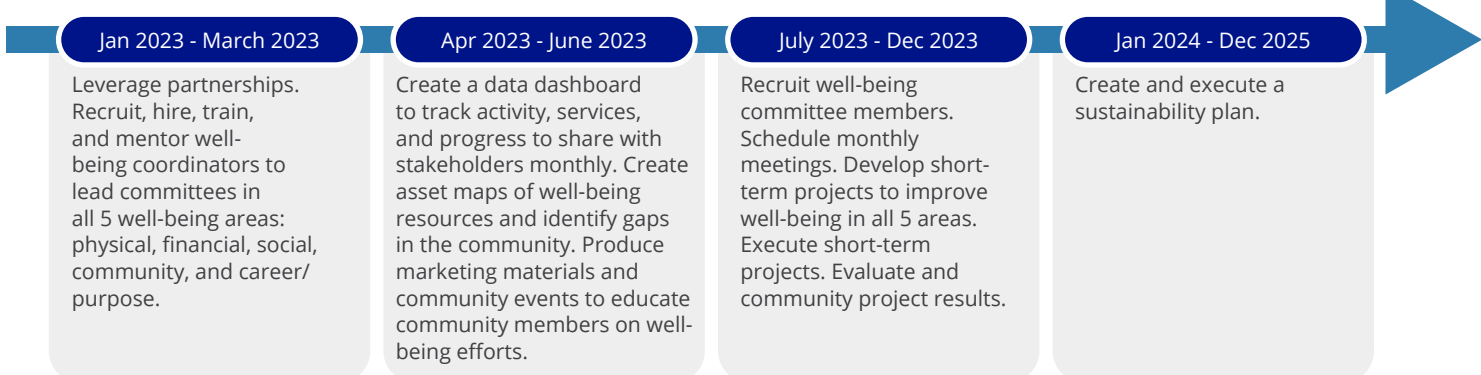 Jan 2023 - March 2023
Leverage partnerships.
Recruit, hire, train,
and mentor well-
being coordinators to
lead committees in
all 5 well-being areas:
physical, financial, social,
community, and career/
purpose.
Apr 2023 - June 2023
Create a data dashboard
to track activity, services,
and progress to share with
stakeholders monthly. Create
asset maps of well-being
resources and identify gaps
in the community. Produce
marketing materials and
community events to educate
community members on well-
being efforts.
July 2023 - Dec 2023
Recruit well-being
committee members.
Schedule monthly
meetings. Develop short-
term projects to improve
well-being in all 5 areas.
Execute short-term
projects. Evaluate and
community project results.
Jan 2024 - Dec 2025
Create and execute a
sustainability plan.